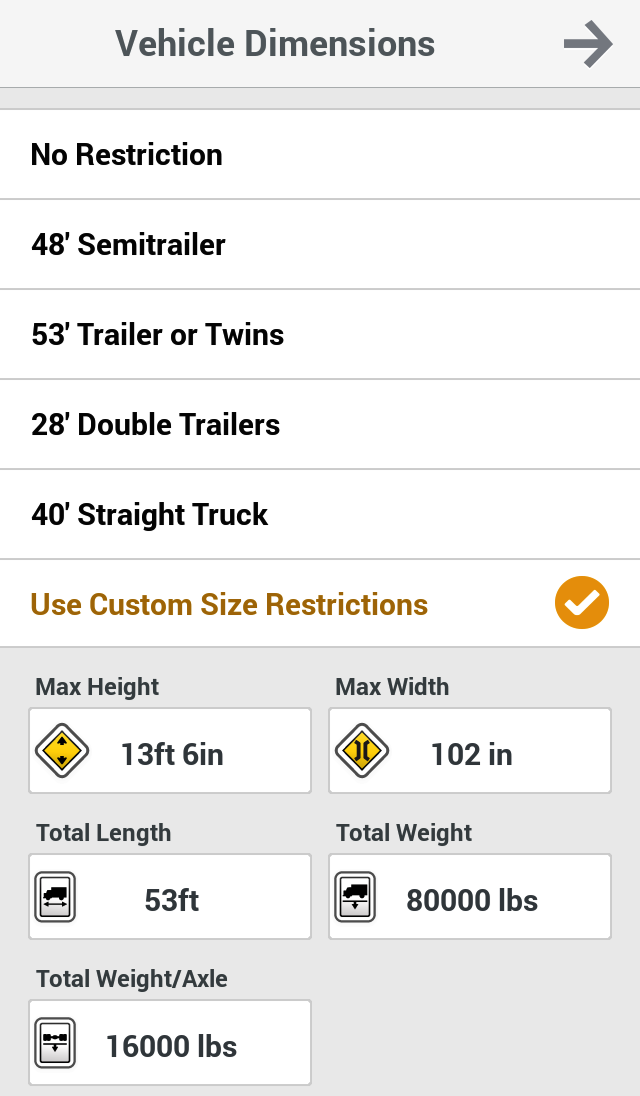 Vehicle Dimensions
No Restriction
48' Semitrailer
53' Trailer or Twins
28' Double Trailers
40' Straight Truck
Use Custom Size Restrictions
Max Height
Max Width
13ft 6in
102 in
Total Length
Total Weight
53ft
80000 lbs
Total Weight/Axle
16000 lbs